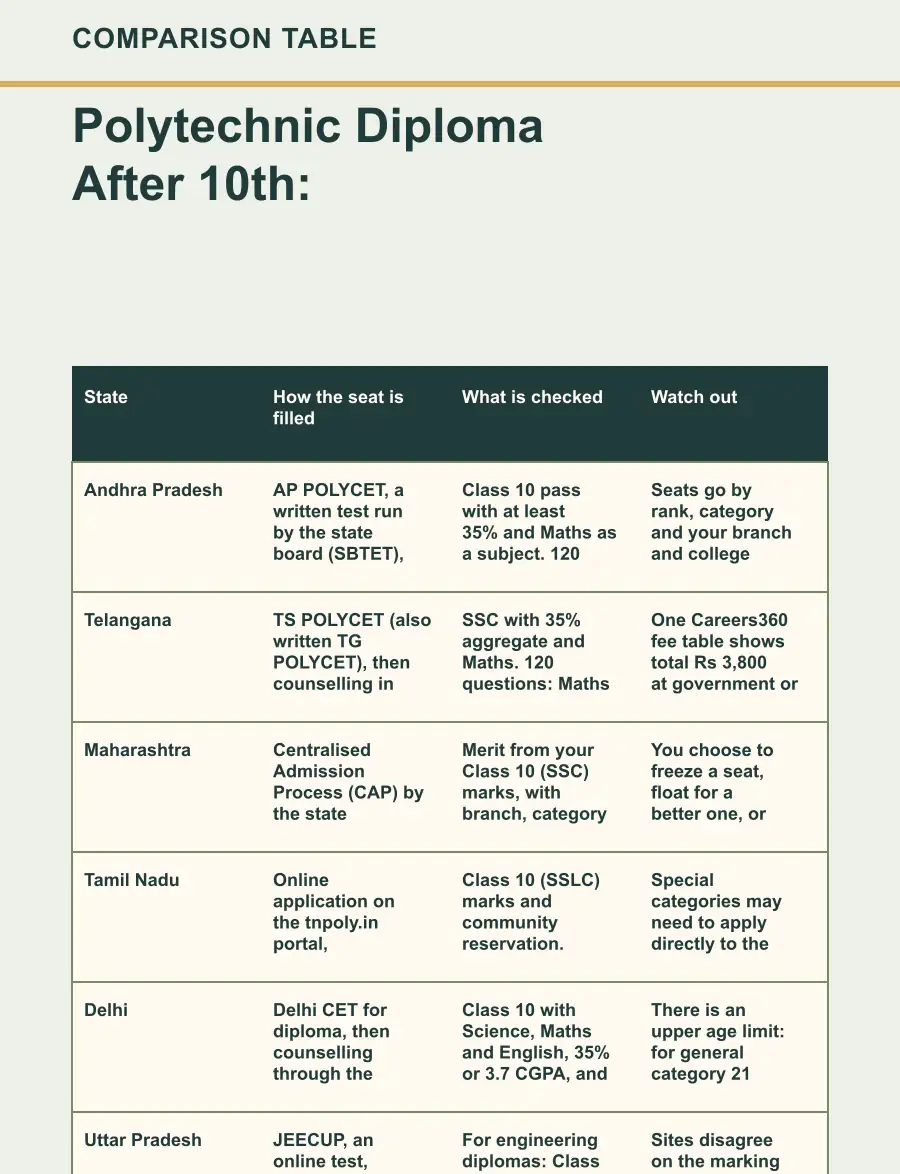 COMPARISON TABLE
Polytechnic Diploma
After 10th:
State
How the seat is
filled
What is checked
Watch out
Andhra Pradesh
AP POLYCET, a
written test run
by the state
board (SBTET),
Class 10 pass
with at least
35% and Maths as
a subject. 120
Seats go by
rank, category
and your branch
and college
Telangana
TS POLYCET (also
written TG
POLYCET), then
counselling in
SSC with 35%
aggregate and
Maths. 120
questions: Maths
One Careers360
fee table shows
total Rs 3,800
at government or
Maharashtra
Centralised
Admission
Process (CAP) by
the state
Merit from your
Class 10 (SSC)
marks, with
branch, category
You choose to
freeze a seat,
float for a
better one, or
Tamil Nadu
Online
application on
the tnpoly.in
portal,
Class 10 (SSLC)
marks and
community
reservation.
Special
categories may
need to apply
directly to the
Delhi
Delhi CET for
diploma, then
counselling
through the
Class 10 with
Science, Maths
and English, 35%
or 3.7 CGPA, and
There is an
upper age limit:
for general
category 21
Uttar Pradesh
JEECUP, an
online test,
For engineering
diplomas: Class
Sites disagree
on the marking